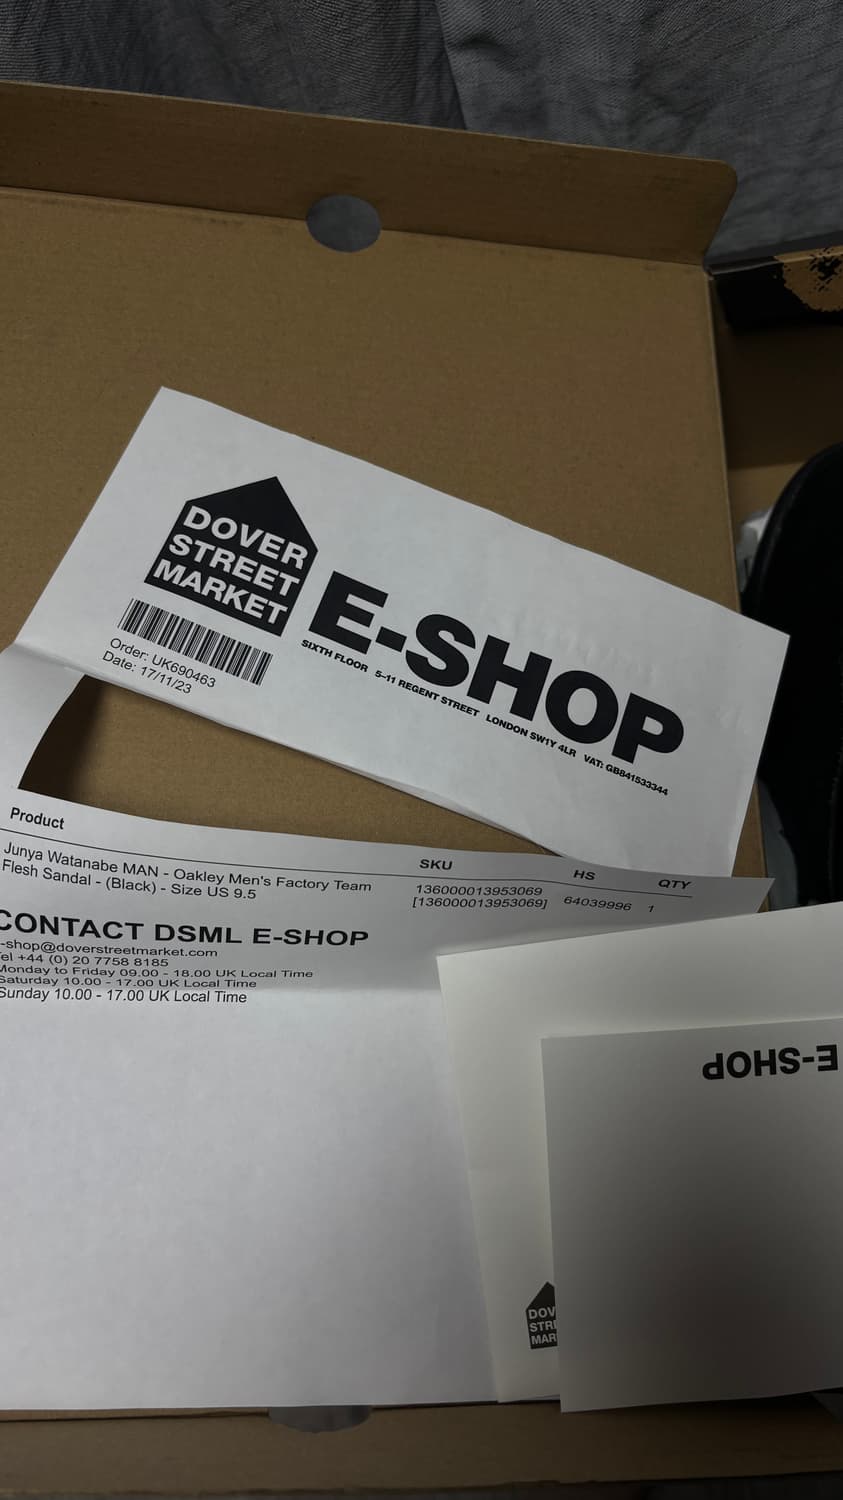 DOVER
STREET
MARKET
E-SHOP
SIXTH FLOOR 5-11 REGENT STREET LONDON SW1Y 4LR VAT: GB841533344
Order: UK690463
Date: 17/11/23
Product SKU HS QTY
Junya Watanabe MAN - Oakley Men's Factory Team 136000013953069 64039996 1
Flesh Sandal - (Black) - Size US 9.5 [136000013953069]
CONTACT DSML E-SHOP
-shop@doverstreetmarket.com
el +44 (0) 20 7758 8185
Monday to Friday 09.00 - 18.00 UK Local Time
Saturday 10.00 - 17.00 UK Local Time
Sunday 10.00 - 17.00 UK Local Time
E-SHOP
DOV
STRE
MAR